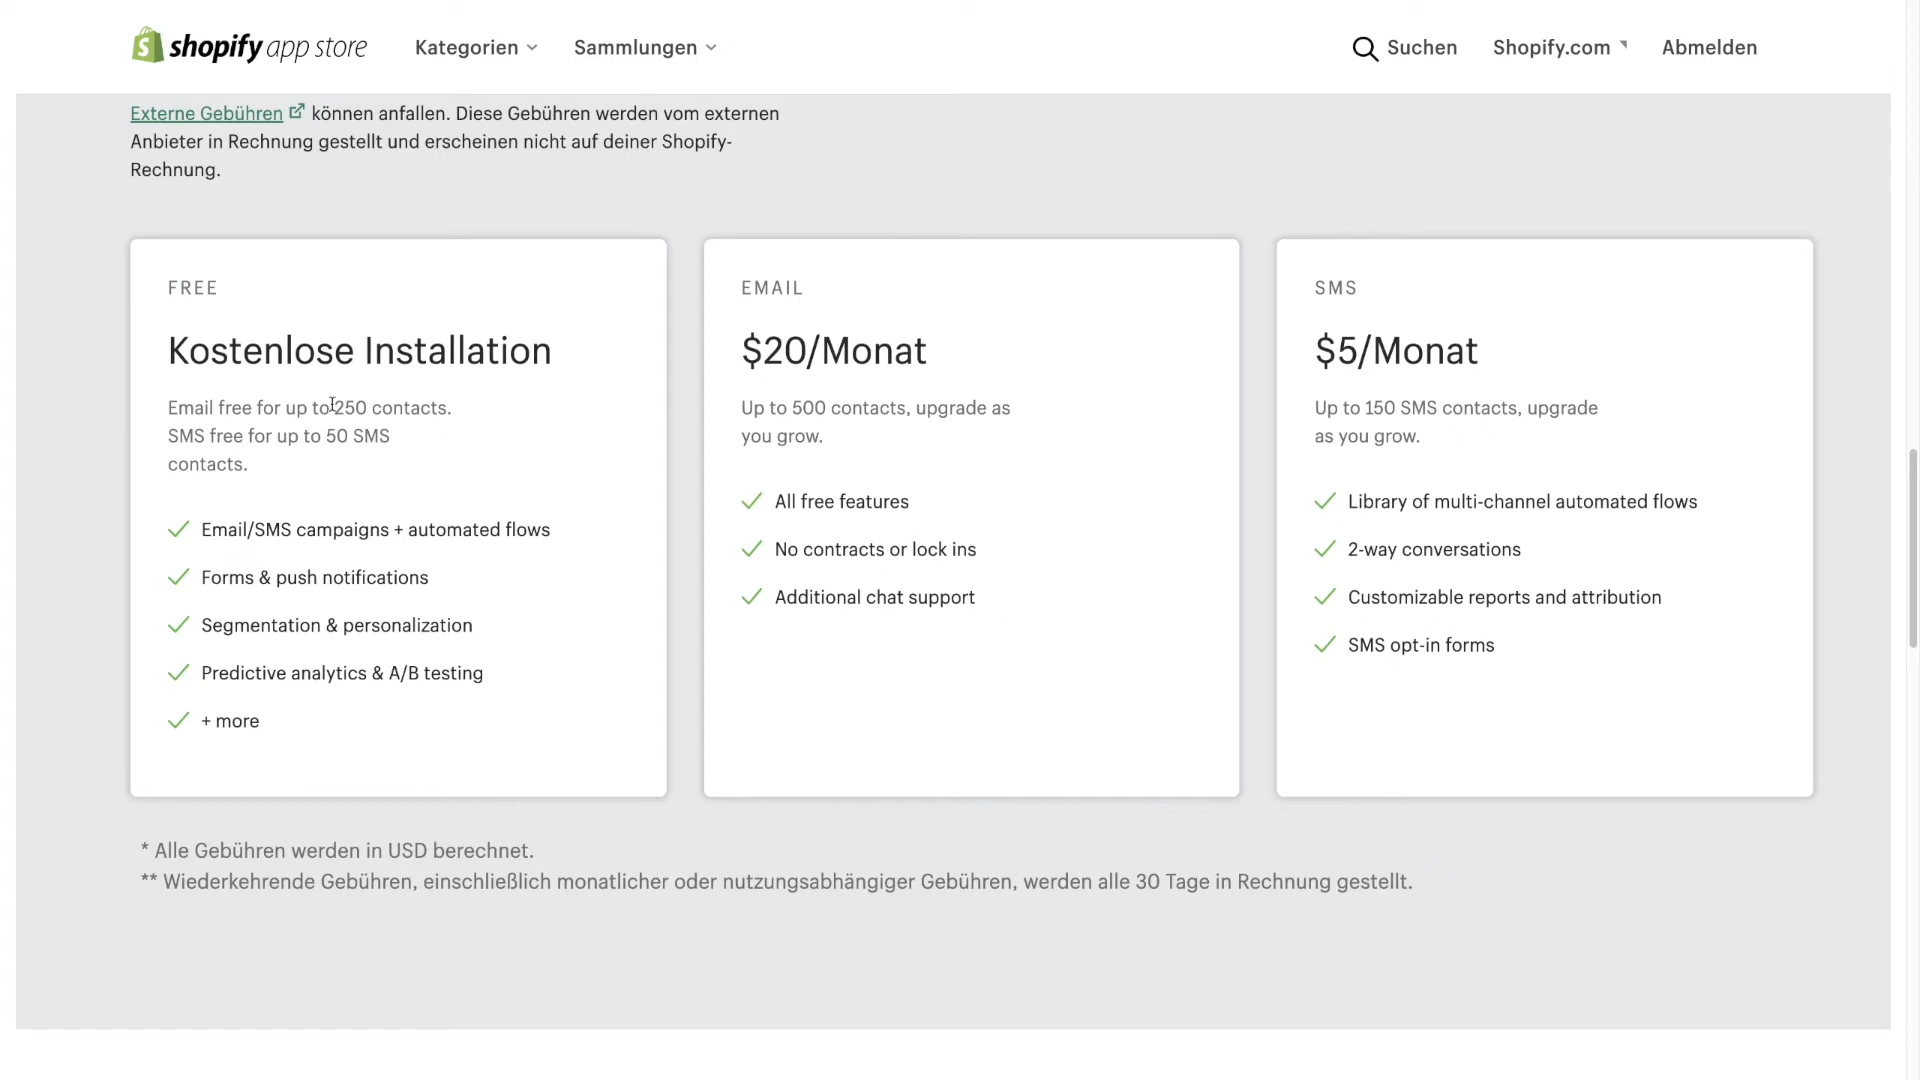 shopify app store
Kategorien
Sammlungen
Suchen
Shopify.com
Abmelden
Externe Gebühren können anfallen. Diese Gebühren werden vom externen
Anbieter in Rechnung gestellt und erscheinen nicht auf deiner Shopify-
Rechnung.
FREE
Kostenlose Installation
Email free for up to 250 contacts.
SMS free for up to 50 SMS
contacts.
Email/SMS campaigns + automated flows
Forms & push notifications
Segmentation & personalization
Predictive analytics & A/B testing
+ more
EMAIL
$20/Monat
Up to 500 contacts, upgrade as
you grow.
All free features
No contracts or lock ins
Additional chat support
SMS
$5/Monat
Up to 150 SMS contacts, upgrade
as you grow.
Library of multi-channel automated flows
2-way conversations
Customizable reports and attribution
SMS opt-in forms
* Alle Gebühren werden in USD berechnet.
** Wiederkehrende Gebühren, einschließlich monatlicher oder nutzungsabhängiger Gebühren, werden alle 30 Tage in Rechnung gestellt.